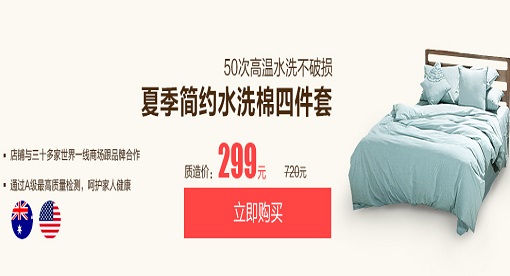 50次高温水洗不破损
夏季简约水洗棉四件套
店铺与三十多家世界一线商场跟品牌合作
通过A级最高质量检测，呵护家人健康
质造价：299元 720元
立即购买